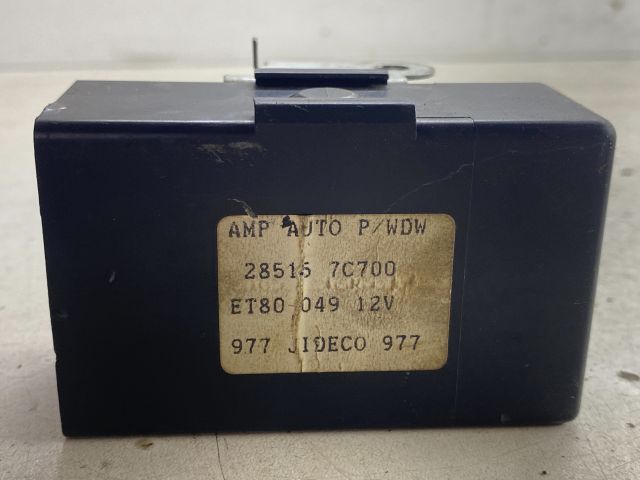 AMP AUTO P/WDW
28515 7C700
ET80-049 12V
977 JIDECO 977